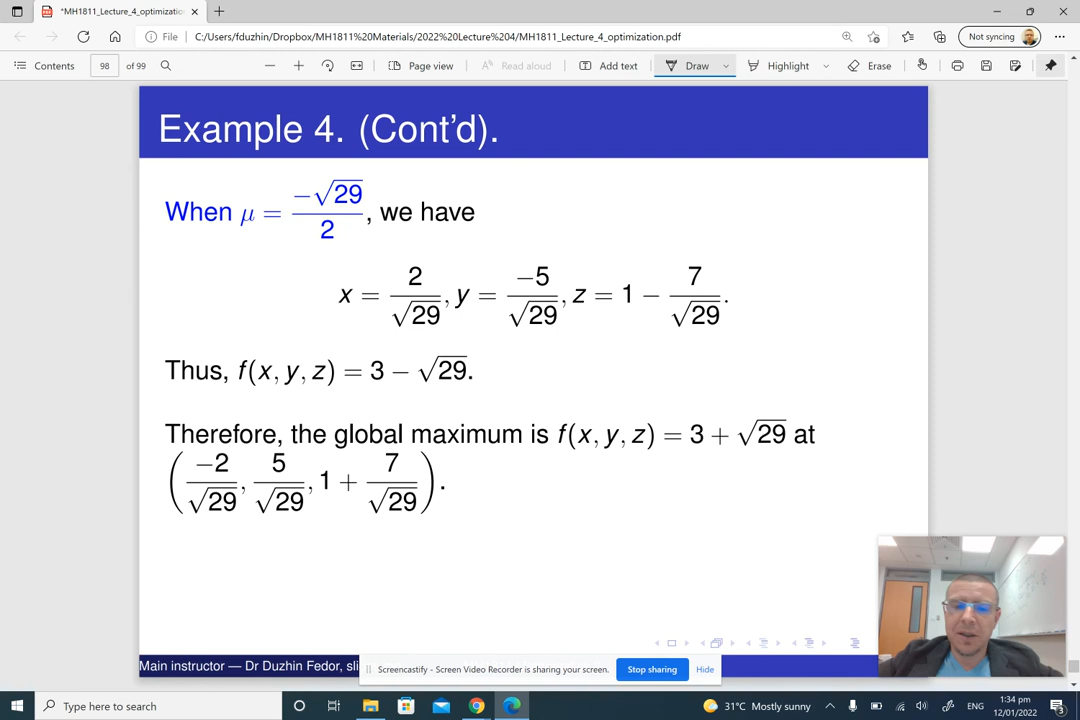 *MH1811_Lecture_4_optimization
File C:/Users/fduzhin/Dropbox/MH1811%20Materials/2022%20Lecture%204/MH1811_Lecture_4_optimization.pdf Not syncing
Contents 98 of 99 Page view Read aloud Add text Draw Highlight Erase
Example 4. (Cont’d).
When μ = −√29/2, we have
x = 2/√29, y = −5/√29, z = 1 − 7/√29.
Thus, f(x, y, z) = 3 − √29.
Therefore, the global maximum is f(x, y, z) = 3 + √29 at
(−2/√29, 5/√29, 1 + 7/√29).
Main instructor — Dr Duzhin Fedor, sli
Screencastify - Screen Video Recorder is sharing your screen. Stop sharing Hide
Type here to search 31°C Mostly sunny ENG 1:34 pm
12/01/2022 3